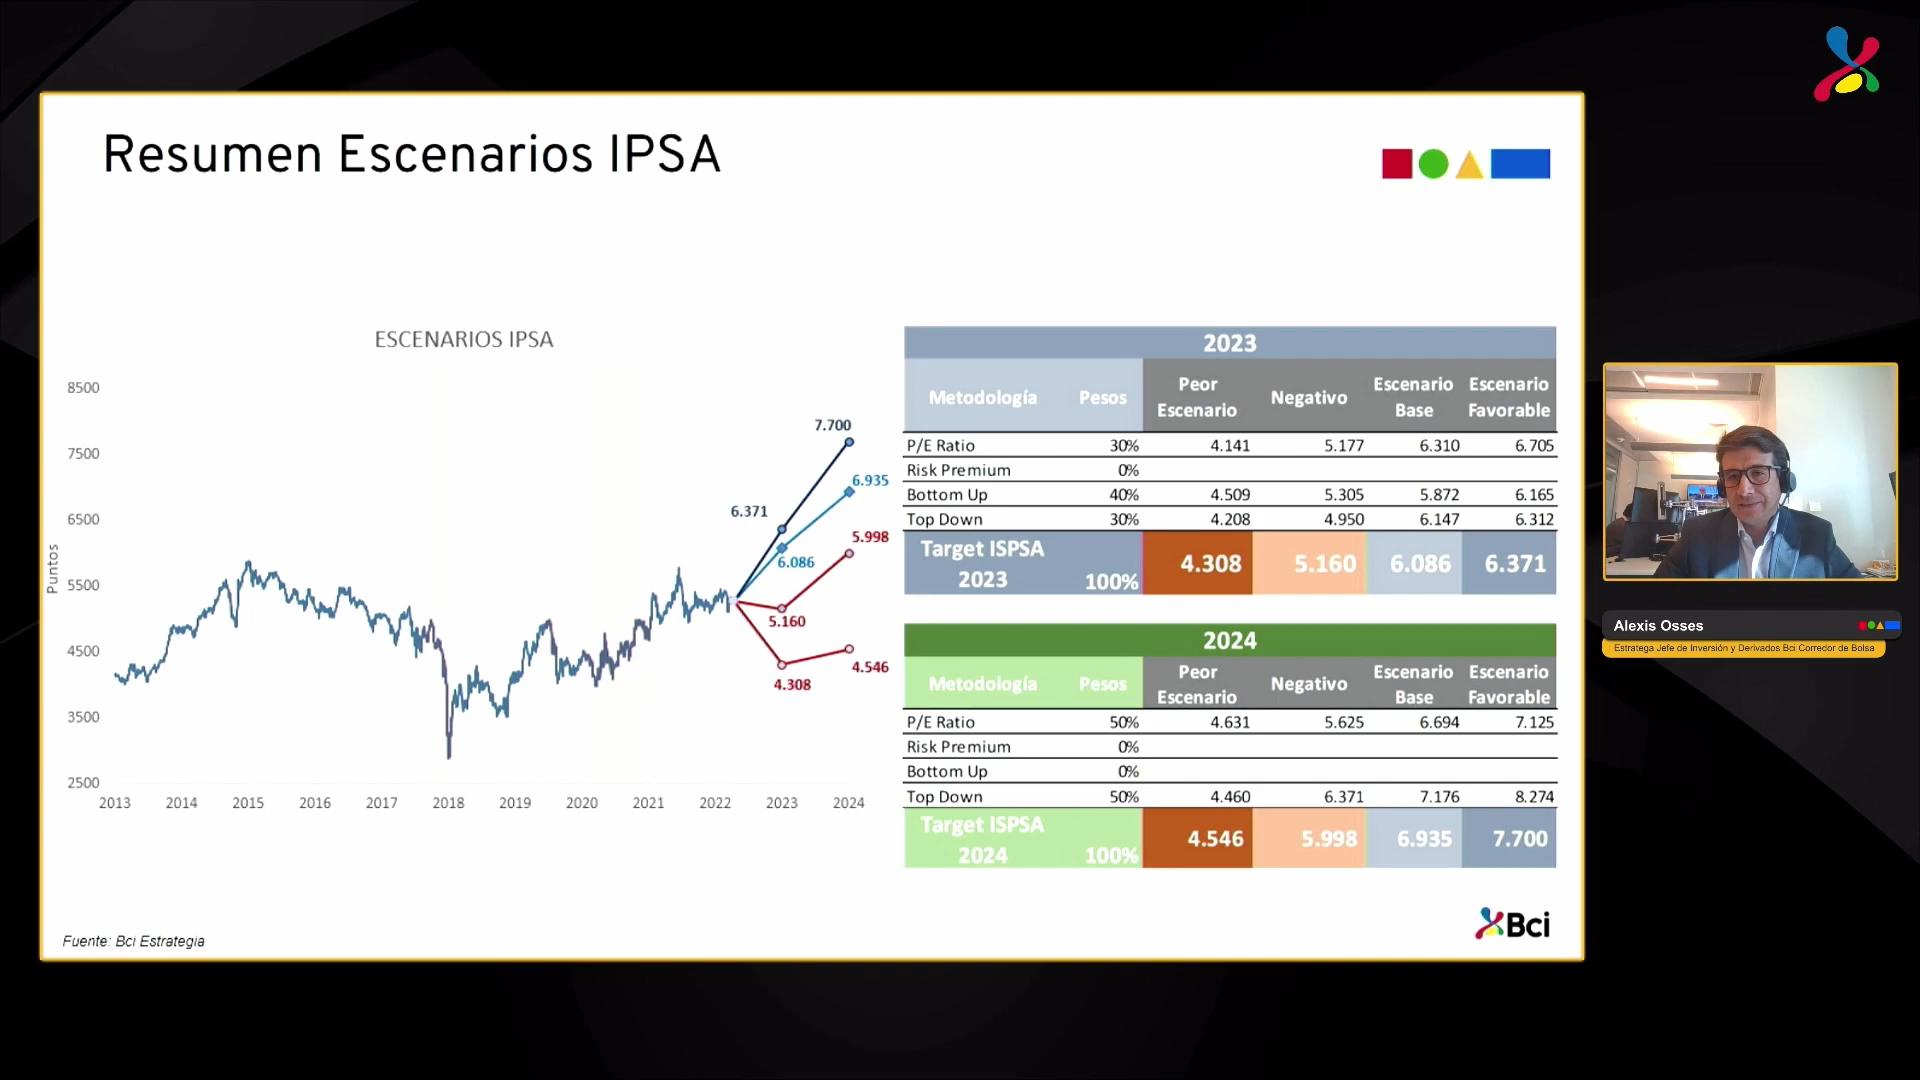 Resumen Escenarios IPSA
ESCENARIOS IPSA
Puntos
8500
7500
6500
5500
4500
3500
2500
2013 2014 2015 2016 2017 2018 2019 2020 2021 2022 2023 2024
7.700
6.935
6.371
5.998
6.086
5.160
4.546
4.308
2023
Metodología Pesos Peor Escenario Negativo Escenario Base Escenario Favorable
P/E Ratio 30% 4.141 5.177 6.310 6.705
Risk Premium 0%
Bottom Up 40% 4.509 5.305 5.872 6.165
Top Down 30% 4.208 4.950 6.147 6.312
Target ISPSA 2023 100% 4.308 5.160 6.086 6.371
2024
Metodología Pesos Peor Escenario Negativo Escenario Base Escenario Favorable
P/E Ratio 50% 4.631 5.625 6.694 7.125
Risk Premium 0%
Bottom Up 0%
Top Down 50% 4.460 6.371 7.176 8.274
Target ISPSA 2024 100% 4.546 5.998 6.935 7.700
Fuente: Bci Estrategia
Bci
Alexis Osses
Estratega Jefe de Inversión y Derivados Bci Corredor de Bolsa